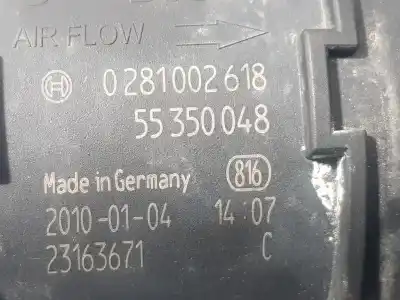 AIR FLOW
0 281 002 618
55 350 048
Made in Germany 816
2010-01-04 14:07
23163671 C